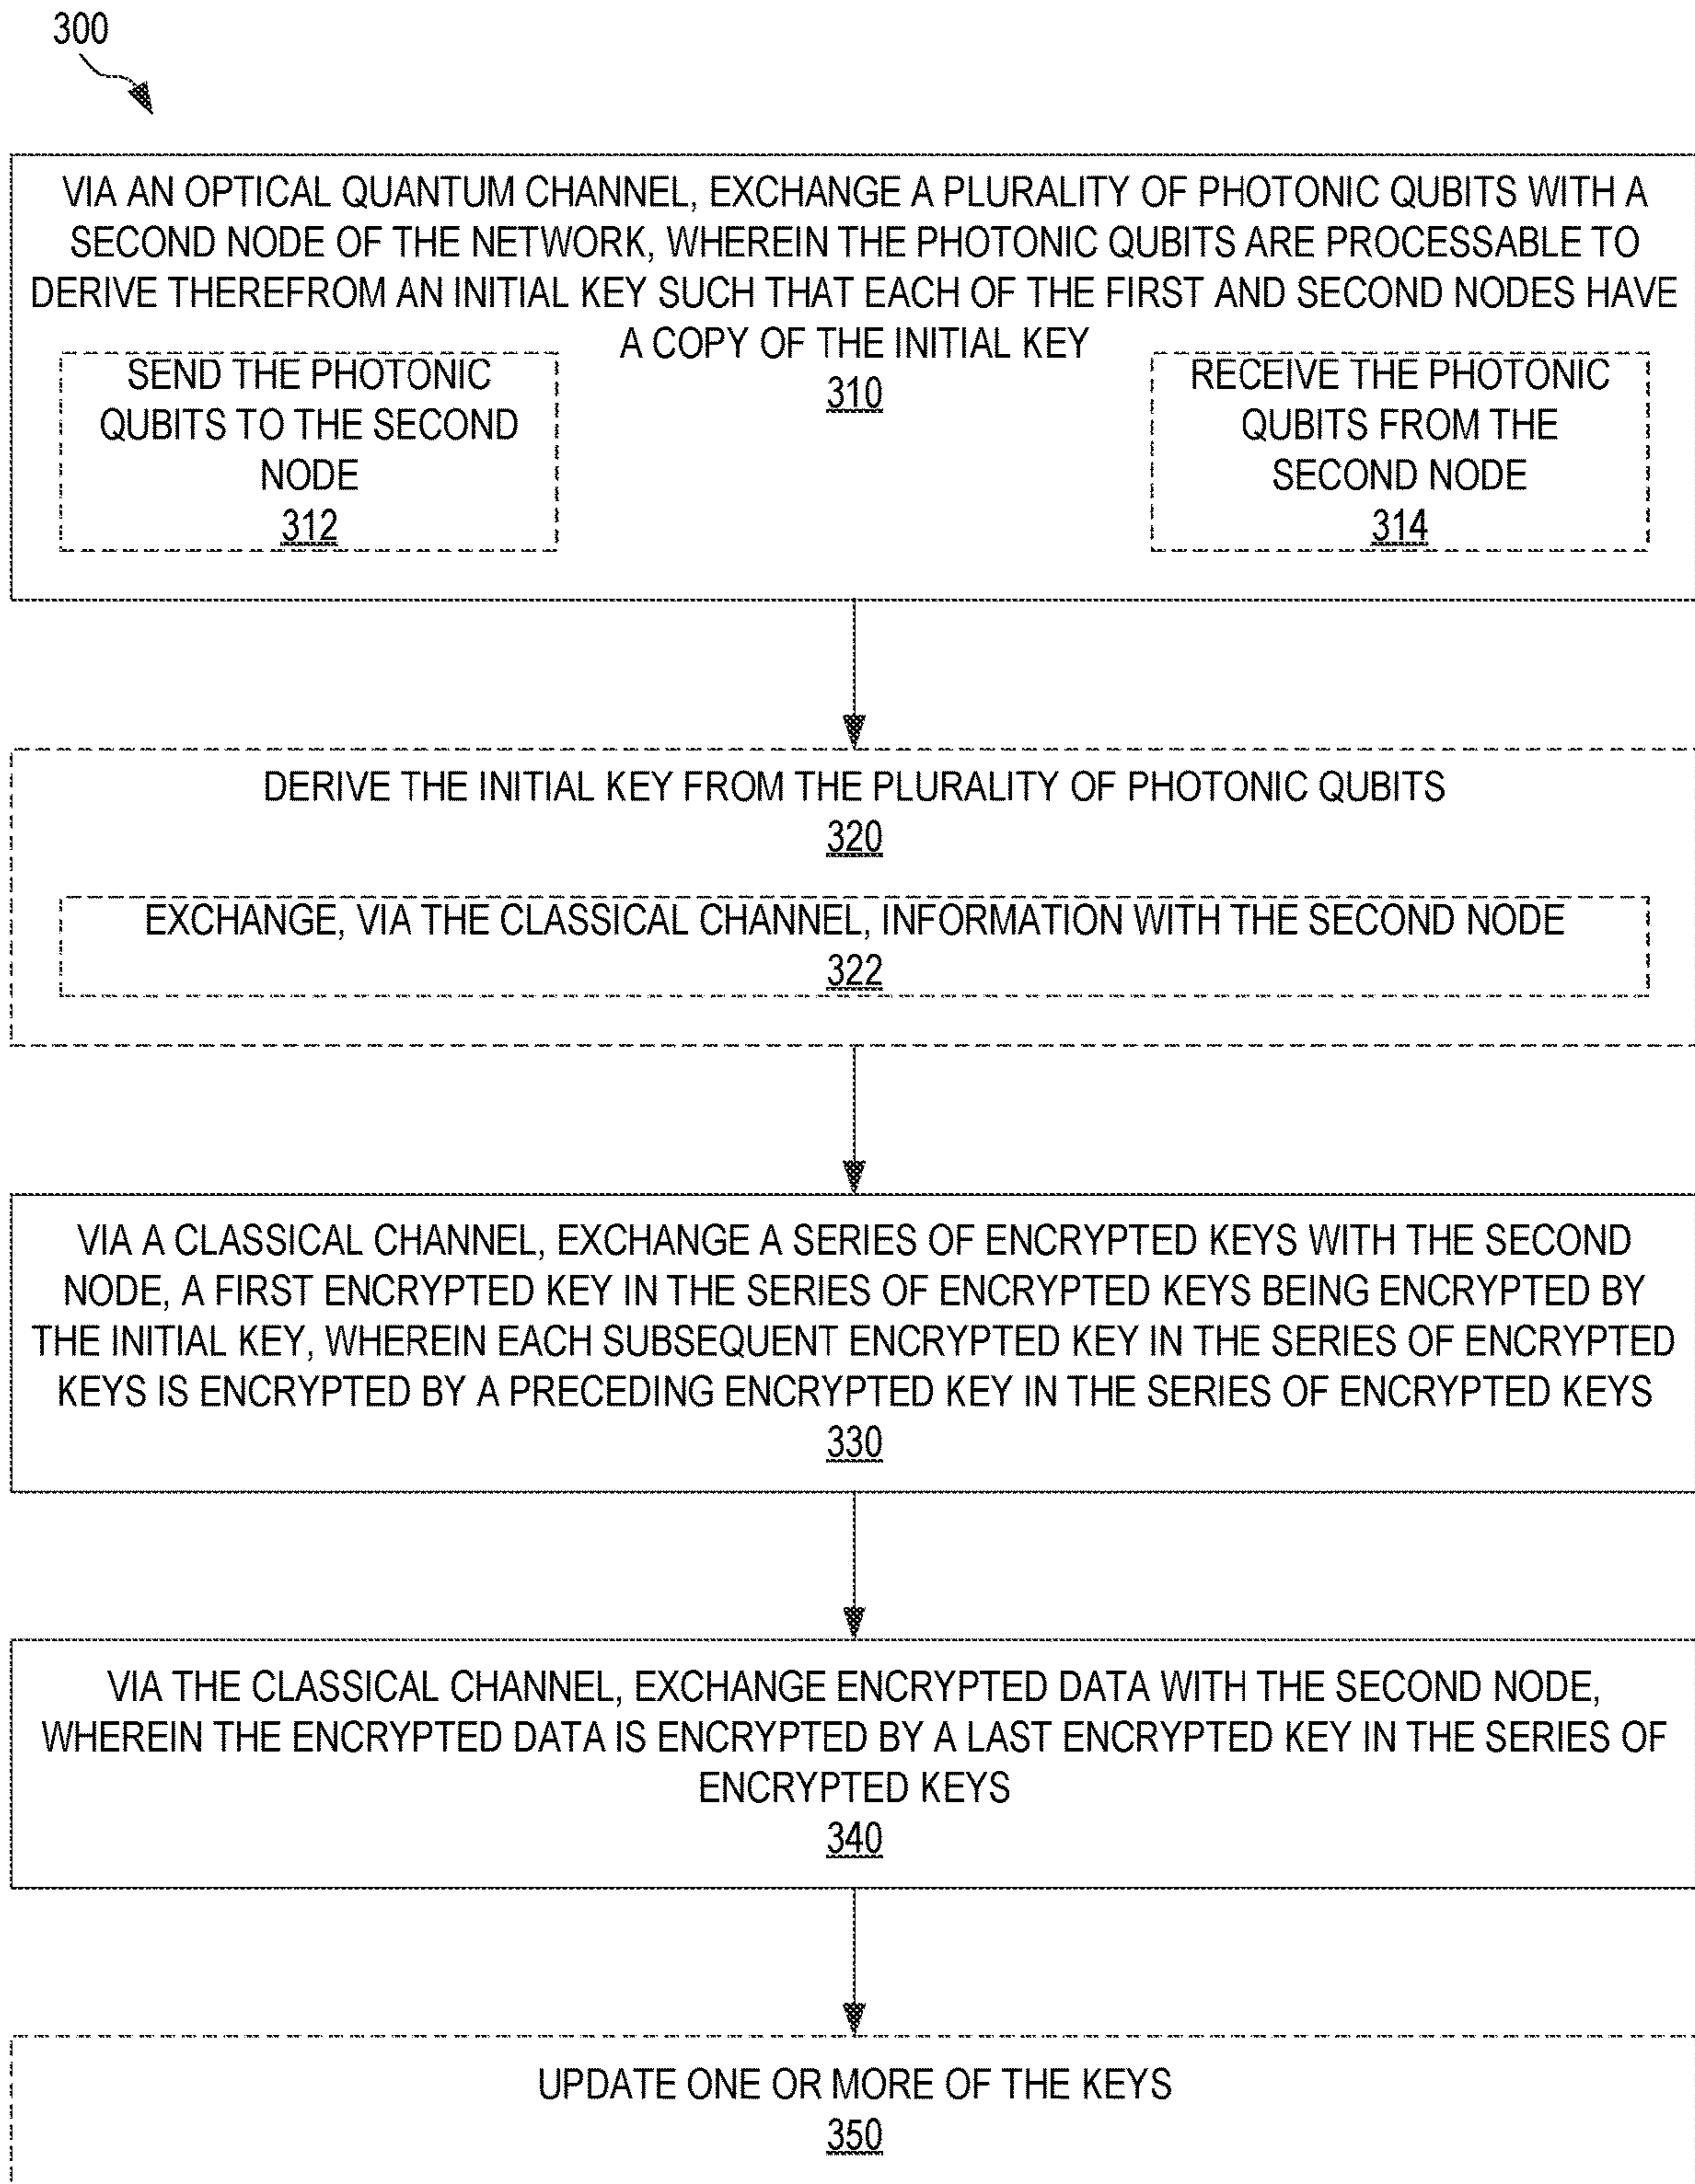 300
VIA AN OPTICAL QUANTUM CHANNEL, EXCHANGE A PLURALITY OF PHOTONIC QUBITS WITH A
SECOND NODE OF THE NETWORK, WHEREIN THE PHOTONIC QUBITS ARE PROCESSABLE TO
DERIVE THEREFROM AN INITIAL KEY SUCH THAT EACH OF THE FIRST AND SECOND NODES HAVE
A COPY OF THE INITIAL KEY
310
SEND THE PHOTONIC
QUBITS TO THE SECOND
NODE
312
RECEIVE THE PHOTONIC
QUBITS FROM THE
SECOND NODE
314
DERIVE THE INITIAL KEY FROM THE PLURALITY OF PHOTONIC QUBITS
320
EXCHANGE, VIA THE CLASSICAL CHANNEL, INFORMATION WITH THE SECOND NODE
322
VIA A CLASSICAL CHANNEL, EXCHANGE A SERIES OF ENCRYPTED KEYS WITH THE SECOND
NODE, A FIRST ENCRYPTED KEY IN THE SERIES OF ENCRYPTED KEYS BEING ENCRYPTED BY
THE INITIAL KEY, WHEREIN EACH SUBSEQUENT ENCRYPTED KEY IN THE SERIES OF ENCRYPTED
KEYS IS ENCRYPTED BY A PRECEDING ENCRYPTED KEY IN THE SERIES OF ENCRYPTED KEYS
330
VIA THE CLASSICAL CHANNEL, EXCHANGE ENCRYPTED DATA WITH THE SECOND NODE,
WHEREIN THE ENCRYPTED DATA IS ENCRYPTED BY A LAST ENCRYPTED KEY IN THE SERIES OF
ENCRYPTED KEYS
340
UPDATE ONE OR MORE OF THE KEYS
350